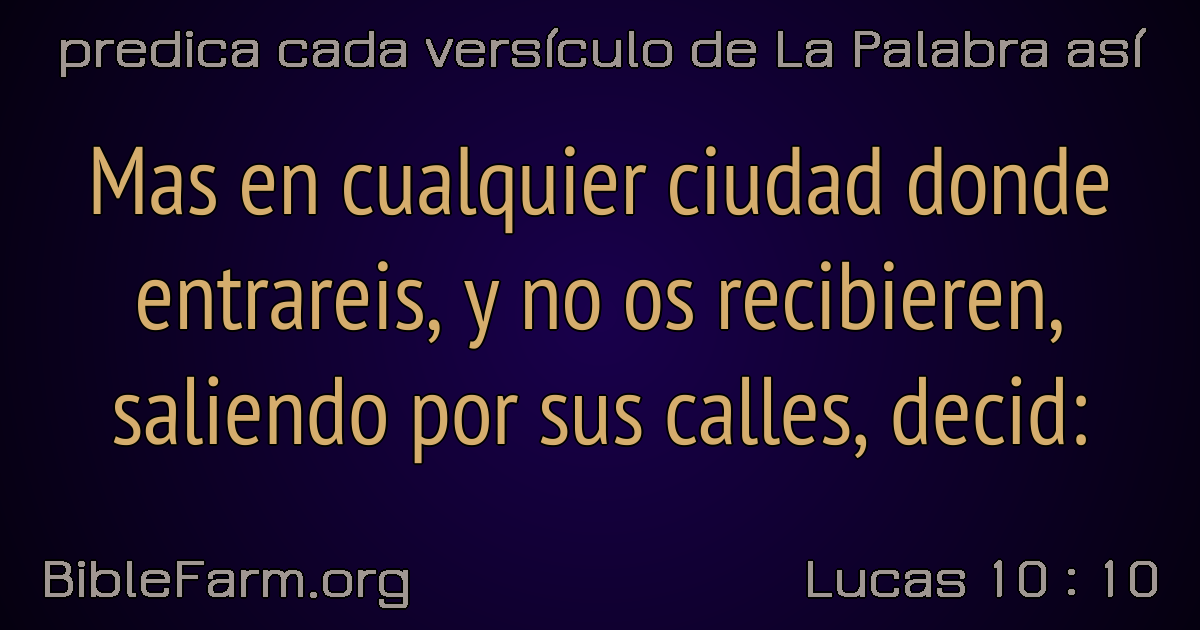 predica cada versículo de La Palabra así
Mas en cualquier ciudad donde
entrareis, y no os recibieren,
saliendo por sus calles, decid:
BibleFarm.org
Lucas 10 : 10